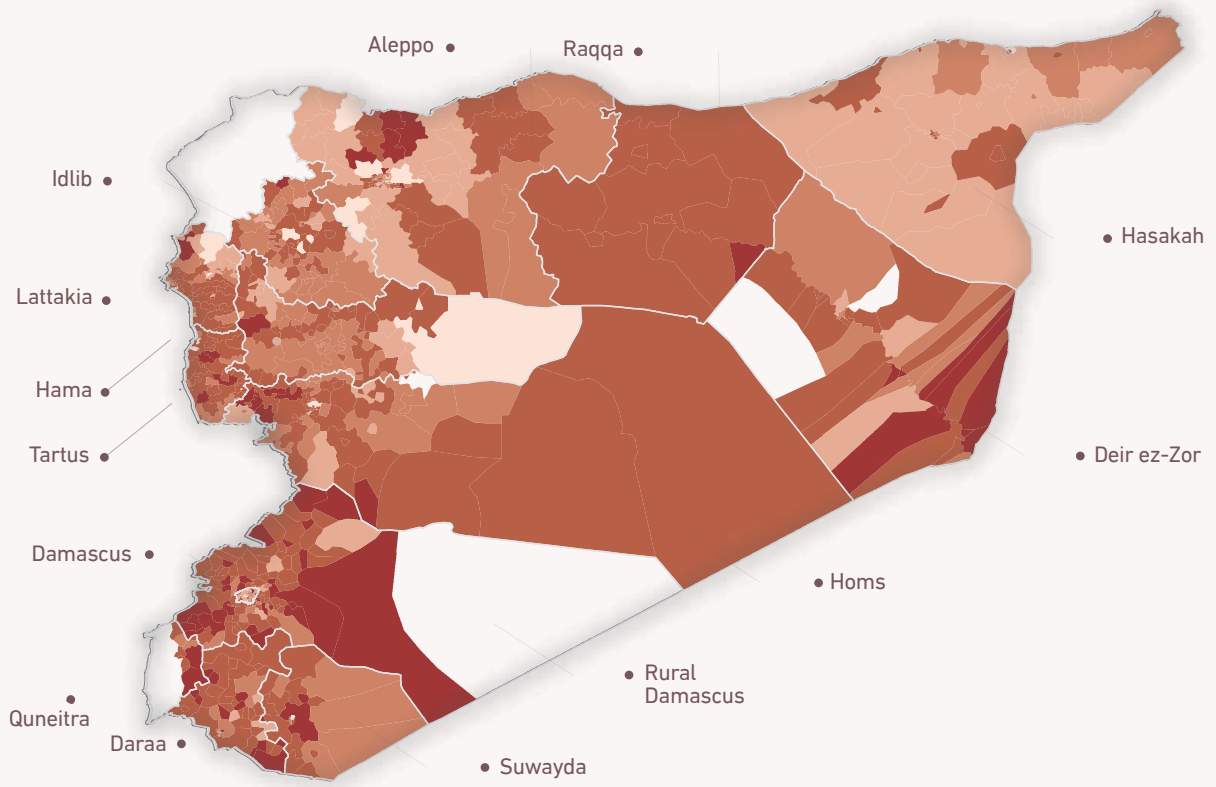 Aleppo
Raqqa
Idlib
Hasakah
Lattakia
Hama
Tartus
Deir ez-Zor
Damascus
Homs
Rural
Damascus
Quneitra
Daraa
Suwayda